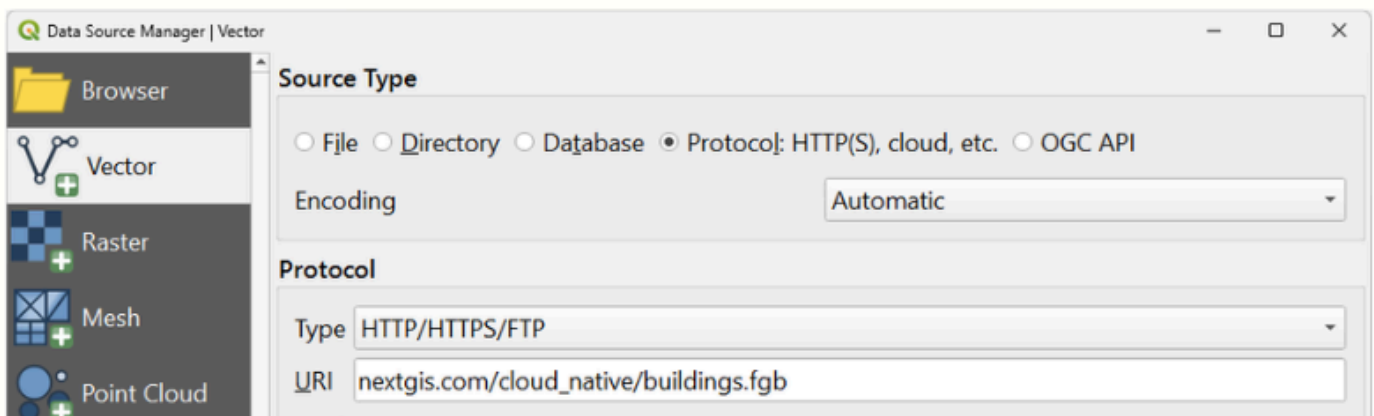 Data Source Manager | Vector
Browser
Vector
Raster
Mesh
Point Cloud
Source Type
File Directory Database Protocol: HTTP(S), cloud, etc. OGC API
Encoding Automatic
Protocol
Type HTTP/HTTPS/FTP
URI nextgis.com/cloud_native/buildings.fgb